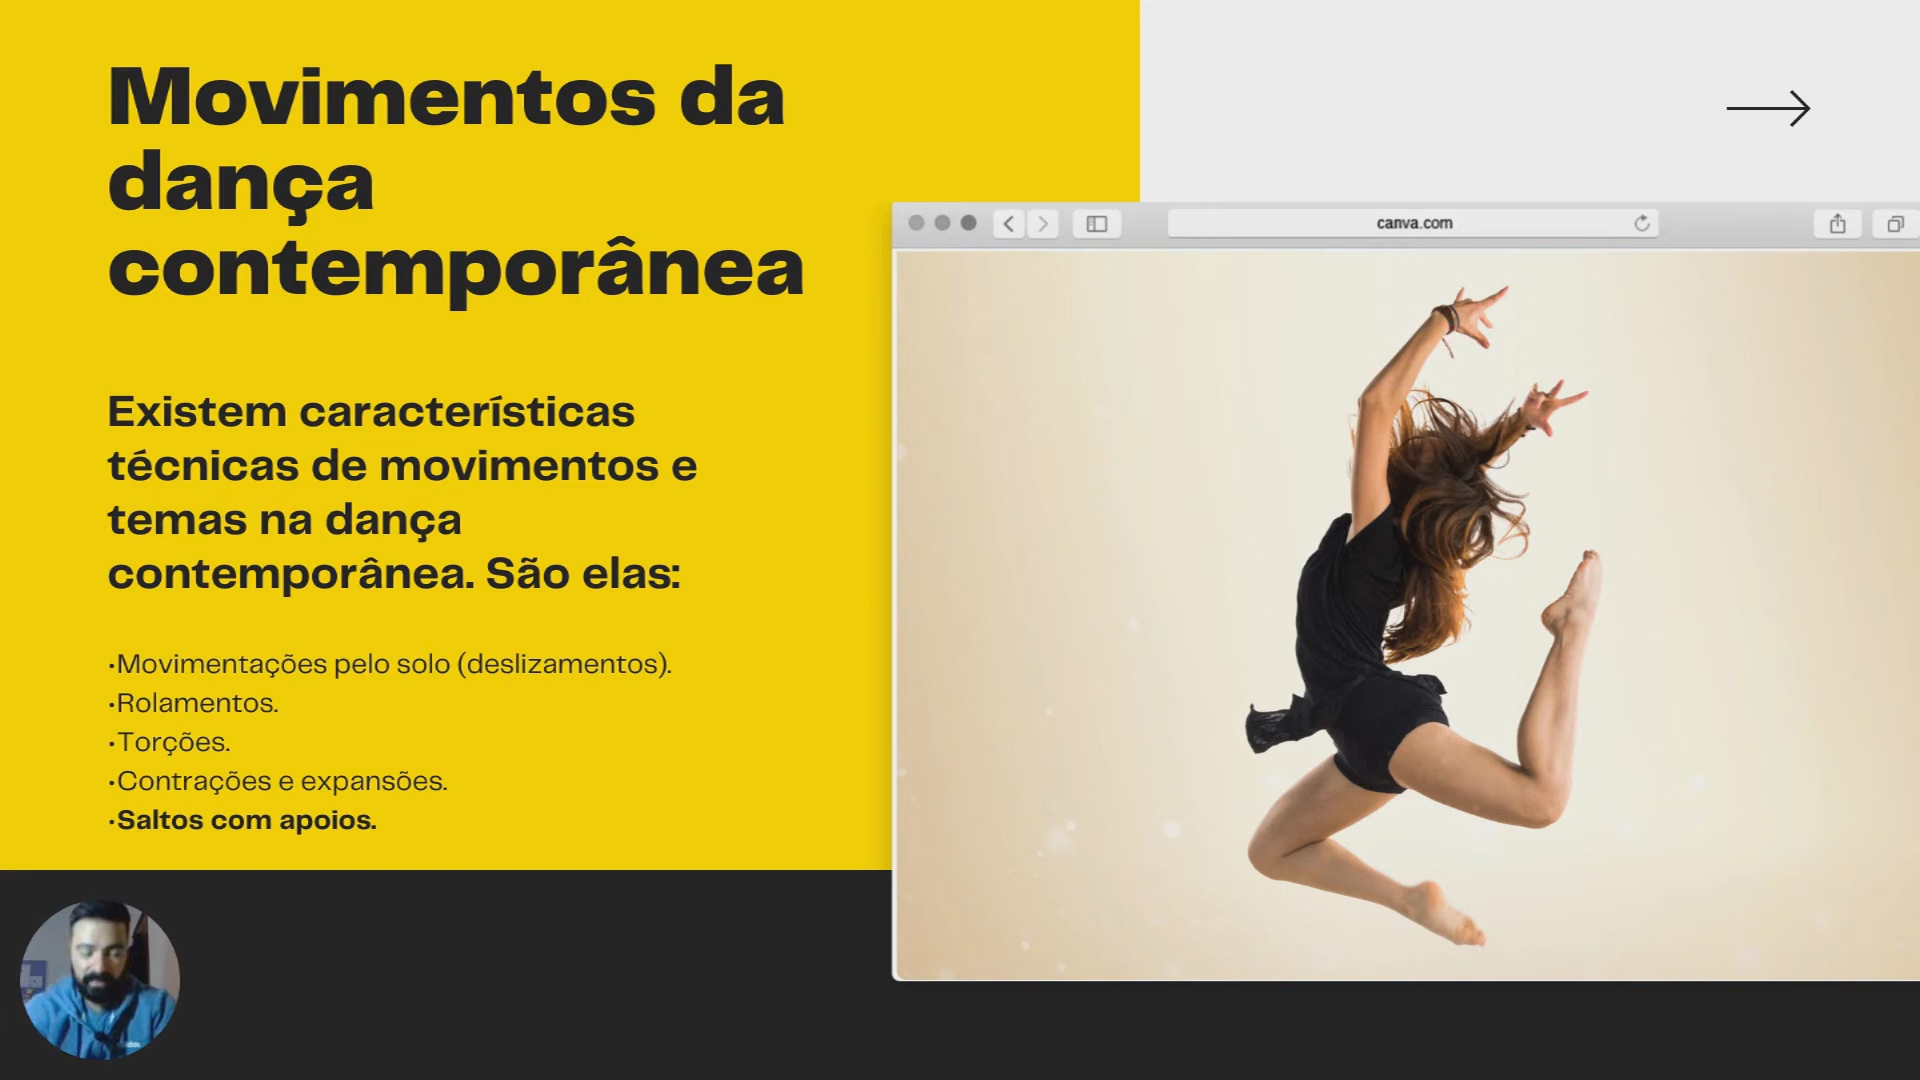 Movimentos da
dança
contemporânea
Existem características
técnicas de movimentos e
temas na dança
contemporânea. São elas:
•Movimentações pelo solo (deslizamentos).
•Rolamentos.
•Torções.
•Contrações e expansões.
•Saltos com apoios.
canva.com